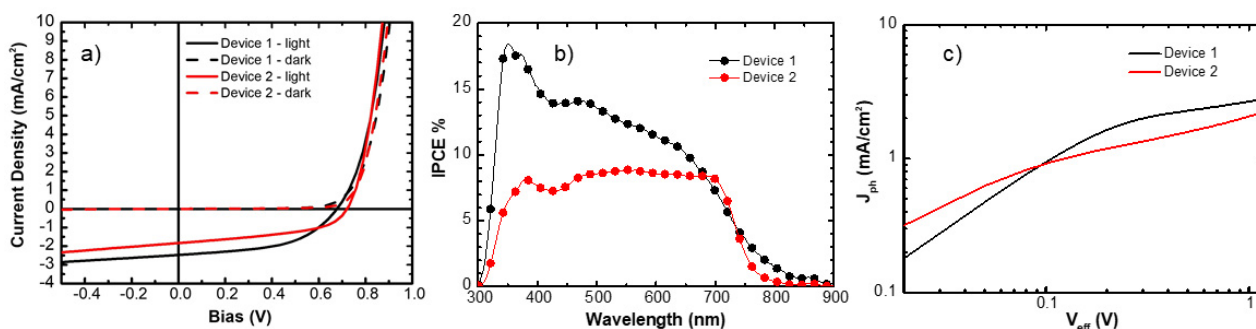 a)
Device 1 - light
Device 1 - dark
Device 2 - light
Device 2 - dark
Current Density (mA/cm²)
10
9
8
7
6
5
4
3
2
1
0
-1
-2
-3
-4
-0.4 -0.2 0.0 0.2 0.4 0.6 0.8 1.0
Bias (V)
b)
Device 1
Device 2
IPCE %
20
15
10
5
0
300 400 500 600 700 800 900
Wavelength (nm)
c)
Device 1
Device 2
J_ph (mA/cm²)
10
1
0.1
0.1 1
V_eff (V)